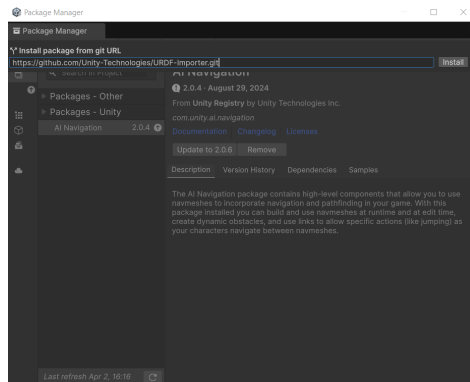 Package Manager
Package Manager
Install package from git URL
https://github.com/Unity-Technologies/URDF-Importer.git
Install
Search in Project
AI Navigation
2.0.4 · August 29, 2024
From Unity Registry by Unity Technologies Inc.
com.unity.ai.navigation
Documentation Changelog Licenses
Update to 2.0.6 Remove
Packages - Other
Packages - Unity
AI Navigation 2.0.4
Description Version History Dependencies Samples
The AI Navigation package contains high-level components that allow you to use
navmeshes to incorporate navigation and pathfinding in your game. With this
package installed you can build and use navmeshes at runtime and at edit time,
create dynamic obstacles, and use links to allow specific actions (like jumping) as
your characters navigate between navmeshes.
Last refresh Apr 2, 16:16